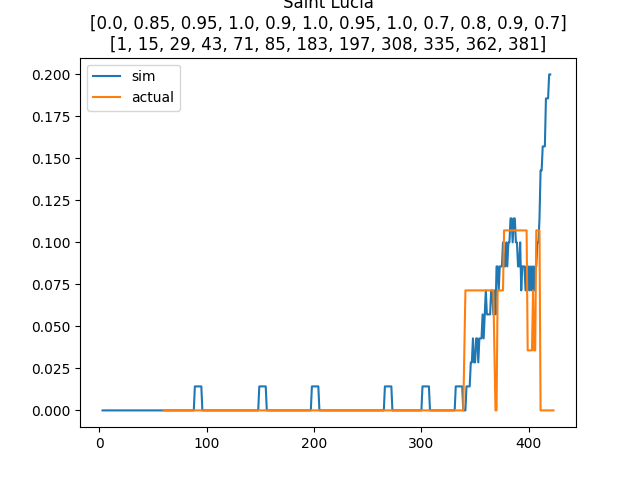 Saint Lucia
[0.0, 0.85, 0.95, 1.0, 0.9, 1.0, 0.95, 1.0, 0.7, 0.8, 0.9, 0.7]
[1, 15, 29, 43, 71, 85, 183, 197, 308, 335, 362, 381]
sim
actual
0.200
0.175
0.150
0.125
0.100
0.075
0.050
0.025
0.000
0 100 200 300 400